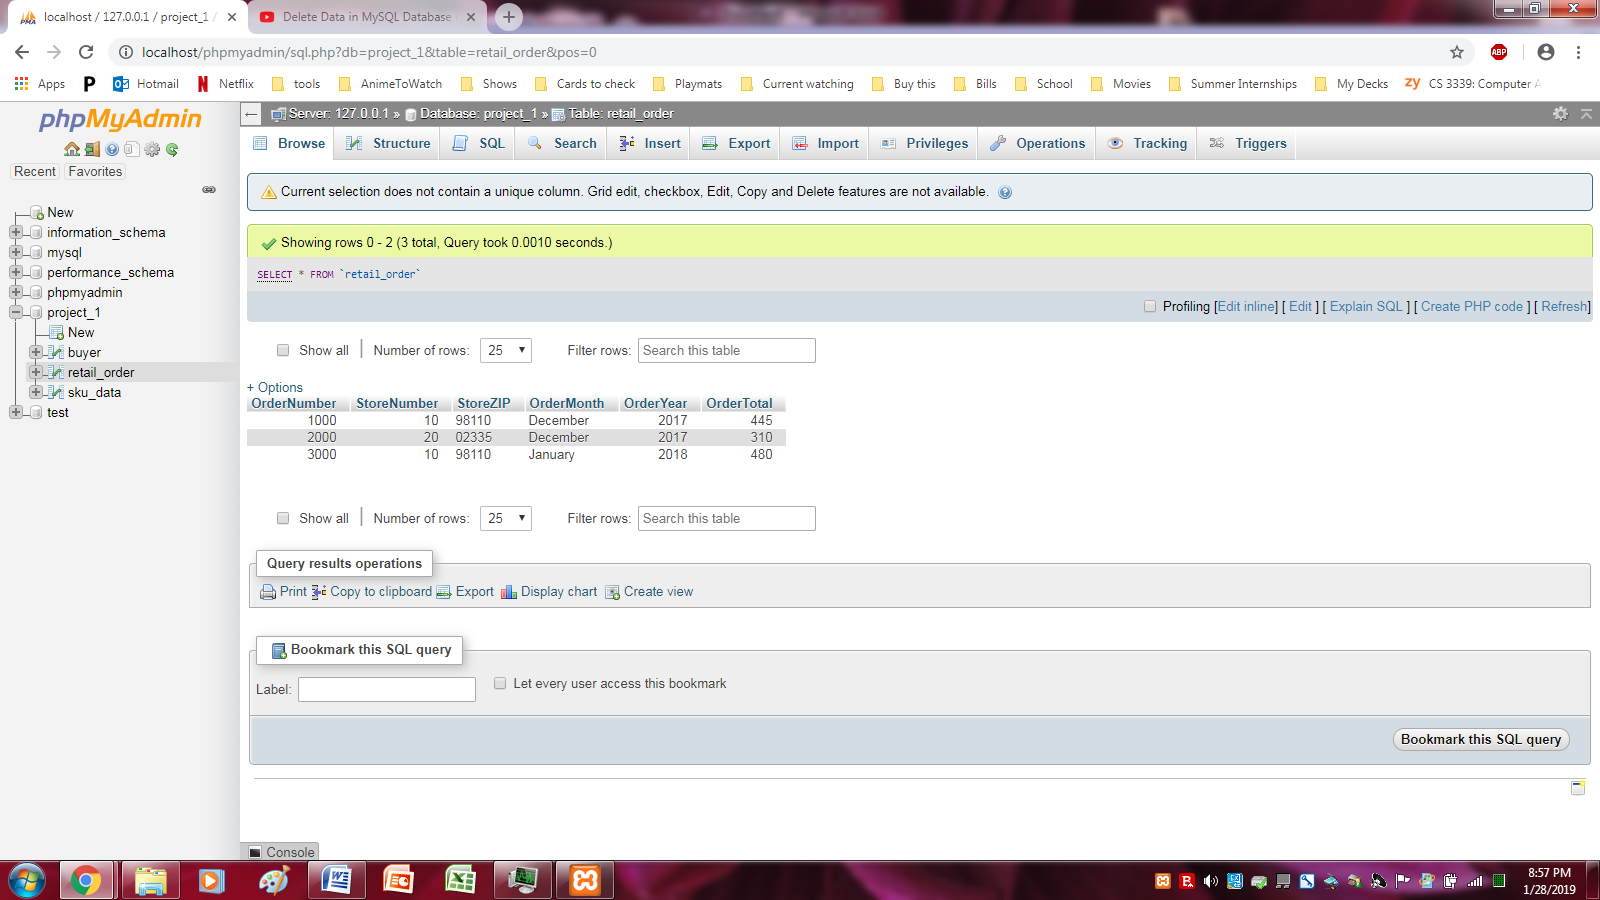 localhost / 127.0.0.1 / project_1 /
Delete Data in MySQL Database
localhost/phpmyadmin/sql.php?db=project_1&table=retail_order&pos=0
ABP
Apps P Hotmail N Netflix tools AnimeToWatch Shows Cards to check Playmats Current watching Buy this Bills School Movies Summer Internships My Decks zy CS 3339: Computer A
phpMyAdmin
Recent Favorites
New
information_schema
mysql
performance_schema
phpmyadmin
project_1
New
buyer
retail_order
sku_data
test
Server: 127.0.0.1 » Database: project_1 » Table: retail_order
Browse Structure SQL Search Insert Export Import Privileges Operations Tracking Triggers
Current selection does not contain a unique column. Grid edit, checkbox, Edit, Copy and Delete features are not available.
Showing rows 0 - 2 (3 total, Query took 0.0010 seconds.)
SELECT * FROM `retail_order`
Profiling [Edit inline] [ Edit ] [ Explain SQL ] [ Create PHP code ] [ Refresh]
Show all | Number of rows: 25 Filter rows: Search this table
+ Options
OrderNumber StoreNumber StoreZIP OrderMonth OrderYear OrderTotal
1000 10 98110 December 2017 445
2000 20 02335 December 2017 310
3000 10 98110 January 2018 480
Show all | Number of rows: 25 Filter rows: Search this table
Query results operations
Print Copy to clipboard Export Display chart Create view
Bookmark this SQL query
Label: Let every user access this bookmark
Bookmark this SQL query
Console
8:57 PM
1/28/2019